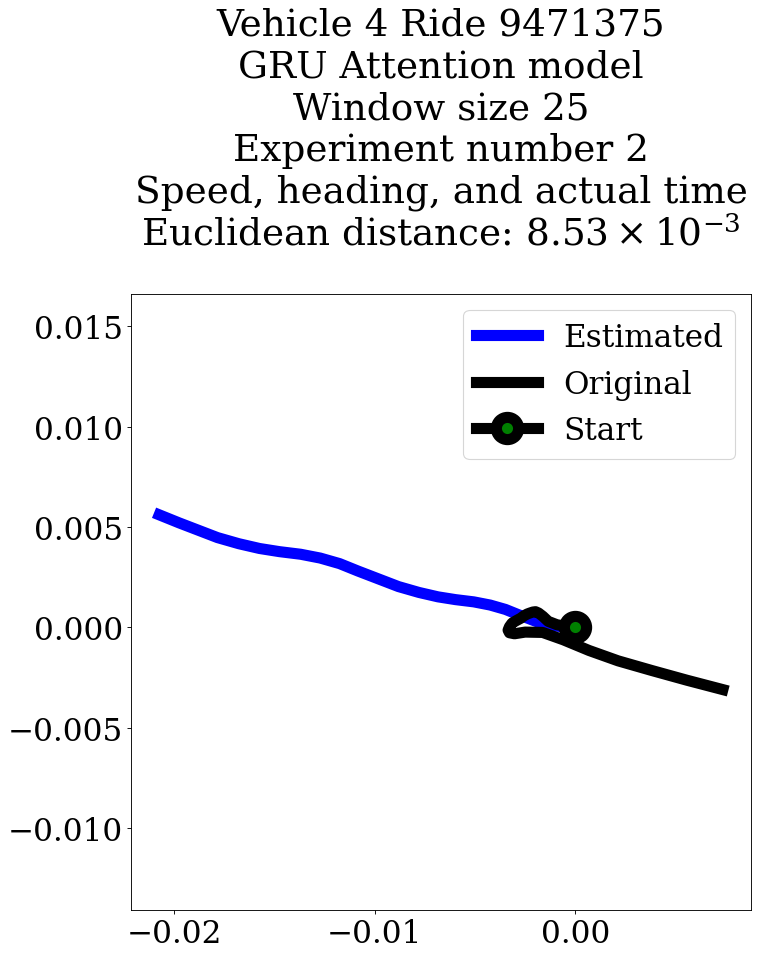 Vehicle 4 Ride 9471375
GRU Attention model
Window size 25
Experiment number 2
Speed, heading, and actual time
Euclidean distance: 8.53 × 10⁻³
Estimated
Original
Start
0.015
0.010
0.005
0.000
−0.005
−0.010
−0.02
−0.01
0.00